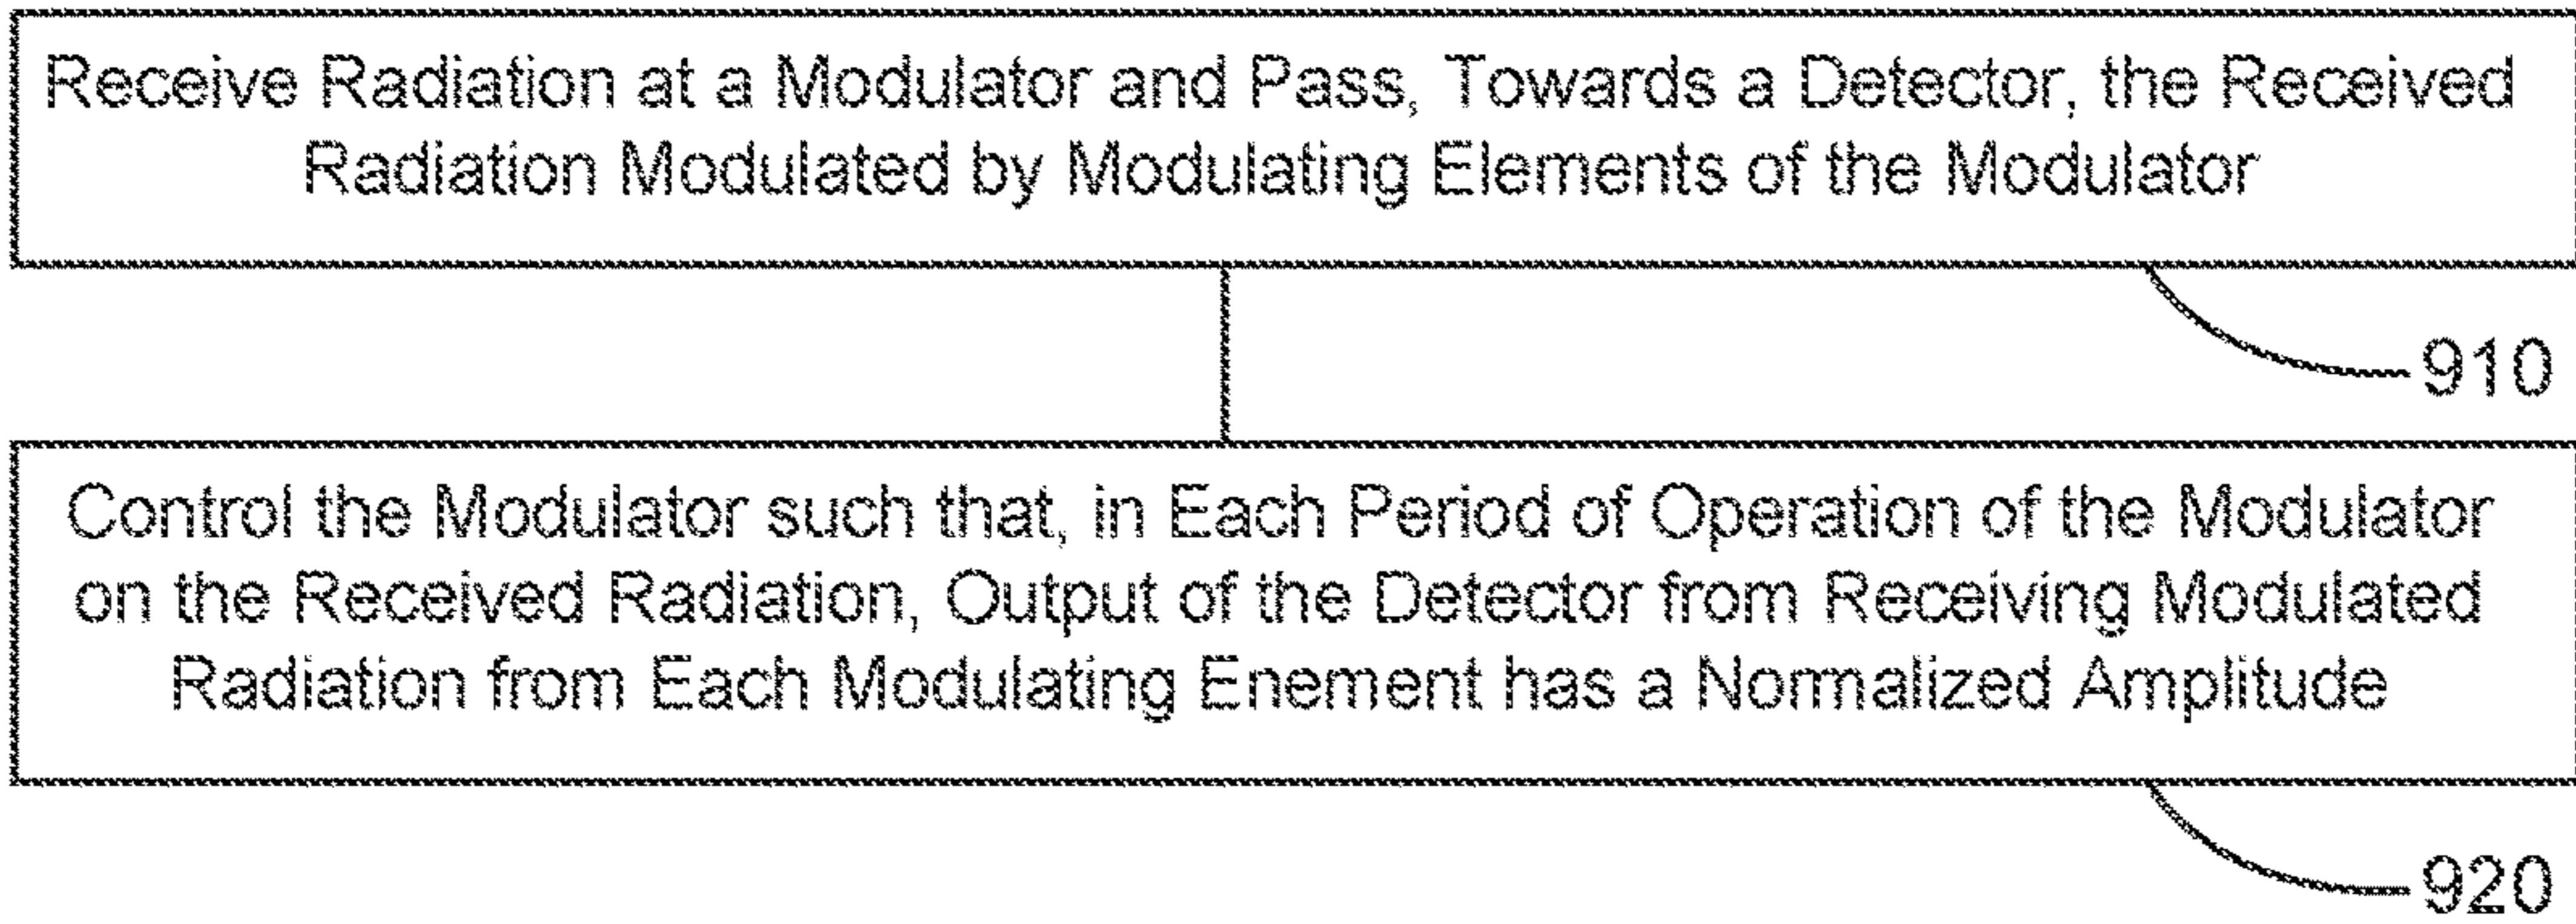 Receive Radiation at a Modulator and Pass, Towards a Detector, the Received
Radiation Modulated by Modulating Elements of the Modulator
910
Control the Modulator such that, in Each Period of Operation of the Modulator
on the Received Radiation, Output of the Detector from Receiving Modulated
Radiation from Each Modulating Enement has a Normalized Amplitude
920